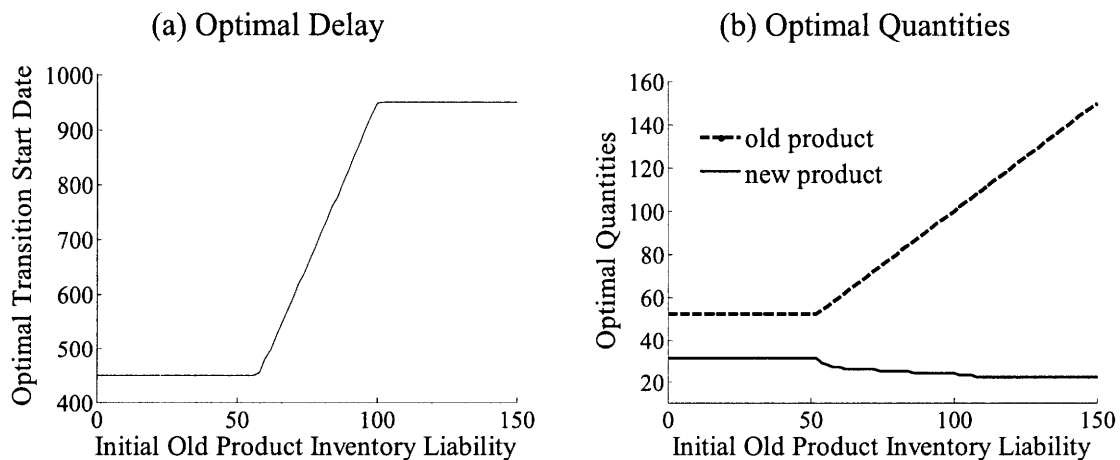 (a) Optimal Delay
Optimal Transition Start Date
1000
900
800
700
600
500
400
0 50 100 150
Initial Old Product Inventory Liability
(b) Optimal Quantities
Optimal Quantities
160
140
120
100
80
60
40
20
old product
new product
0 50 100 150
Initial Old Product Inventory Liability